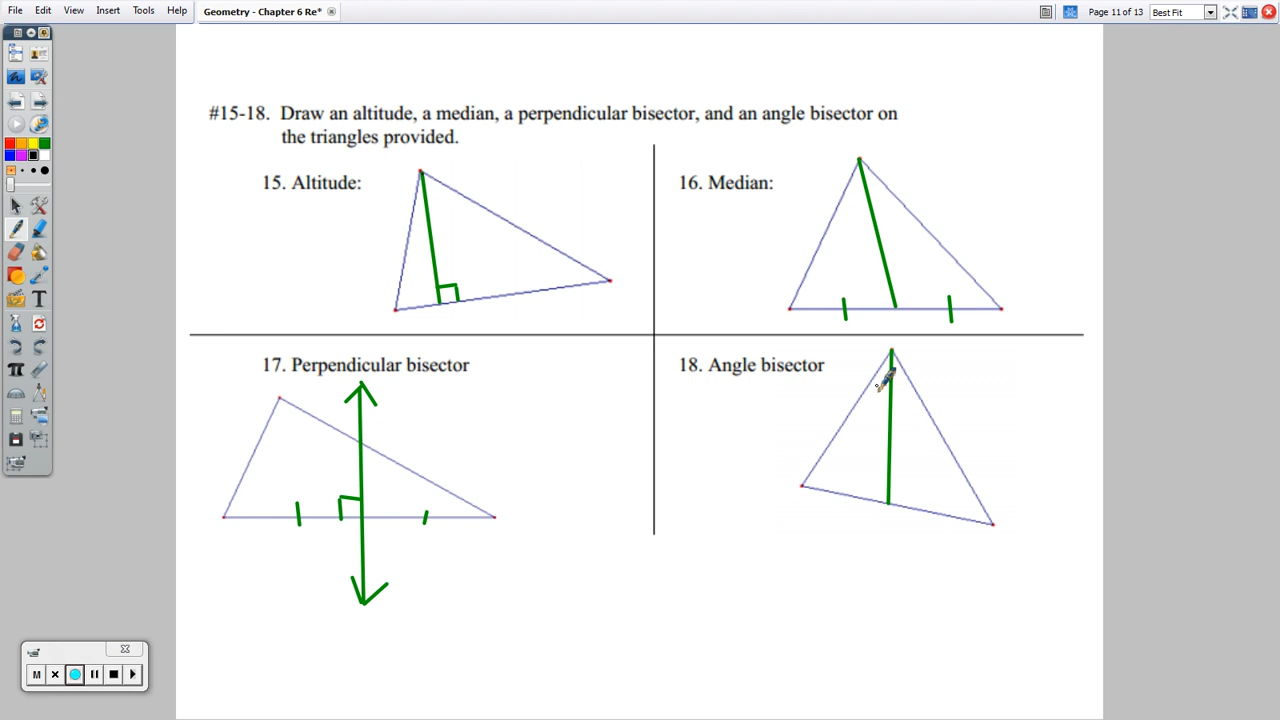 File Edit View Insert Tools Help Geometry - Chapter 6 Re* Page 11 of 13 Best Fit
#15-18. Draw an altitude, a median, a perpendicular bisector, and an angle bisector on
the triangles provided.
15. Altitude:
16. Median:
17. Perpendicular bisector
18. Angle bisector
T
π
M